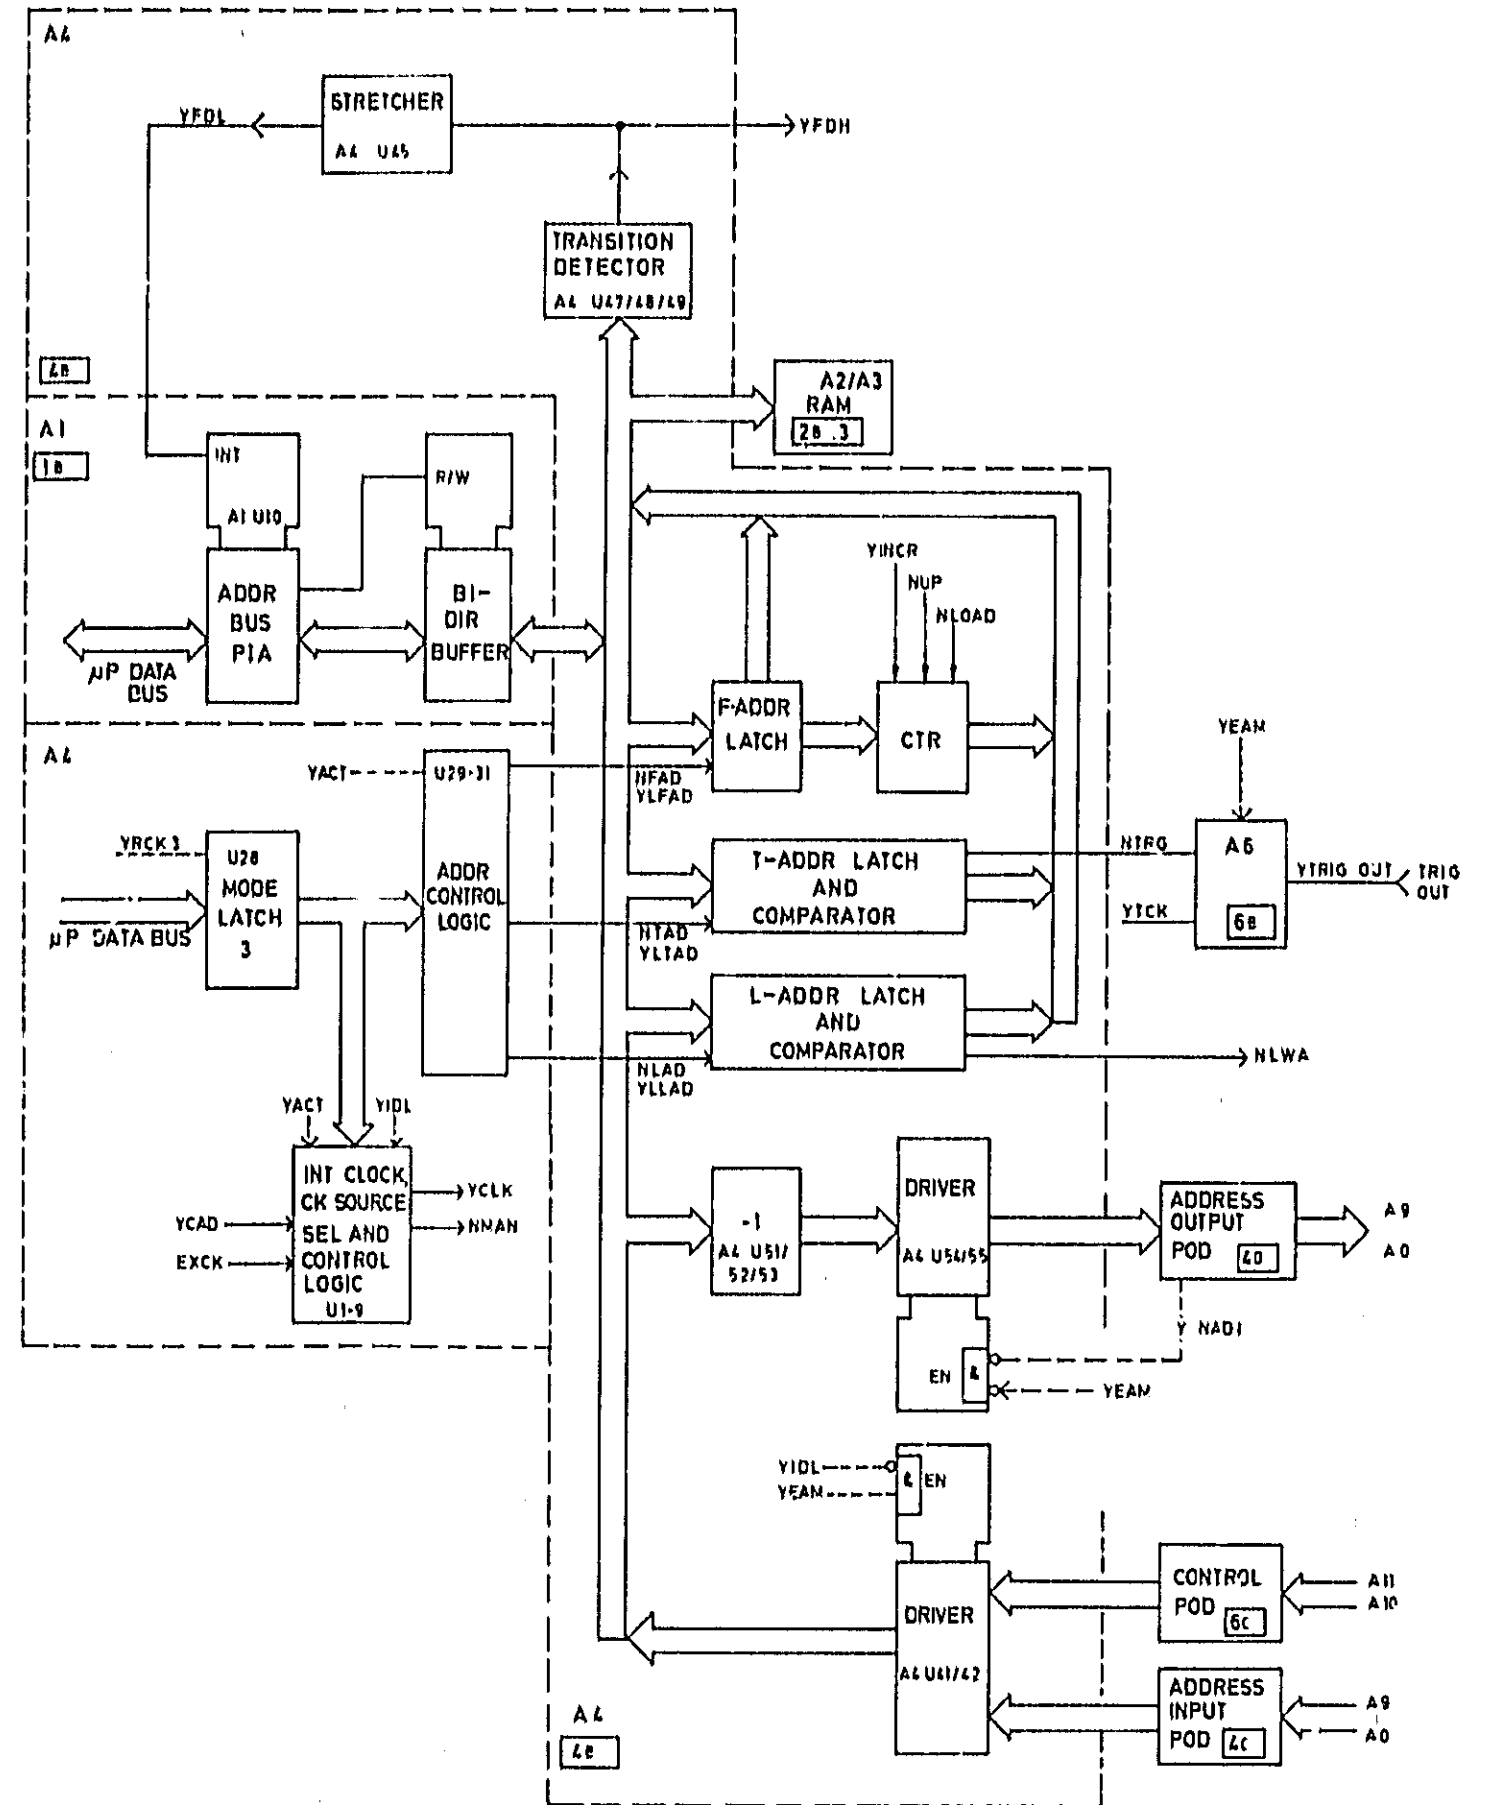 A4
STRETCHER
A4 U45
YFDL
YFDH
TRANSITION
DETECTOR
A4 U47/48/49
4B
A2/A3
RAM
2B.3
A1
1B
INT
A1 U10
R/W
ADDR
BUS
PIA
BI-
DIR
BUFFER
µP DATA
BUS
YINCR
NUP
NLOAD
F-ADDR
LATCH
CTR
A4
YACT
U29-31
NFAD
YLFAD
YEAM
YRCK3
U28
MODE
LATCH
3
µP DATA BUS
ADDR
CONTROL
LOGIC
T-ADDR LATCH
AND
COMPARATOR
NTAD
YLTAD
NTRG
A6
YTCK
6B
YTRIG OUT
TRIG
OUT
L-ADDR LATCH
AND
COMPARATOR
NLAD
YLLAD
NLWA
YACT
YIDL
INT CLOCK,
CK SOURCE
SEL AND
CONTROL
LOGIC
U1-9
YCAD
EXCK
YCLK
NMAN
-1
A4 U51/
52/53
DRIVER
A4 U54/55
EN
&
ADDRESS
OUTPUT
POD
4D
A9
A0
Y NADI
YEAM
YIDL
YEAM
& EN
DRIVER
A4 U41/42
CONTROL
POD
6C
A11
A10
ADDRESS
INPUT
POD
4C
A9
A0
A4
4B